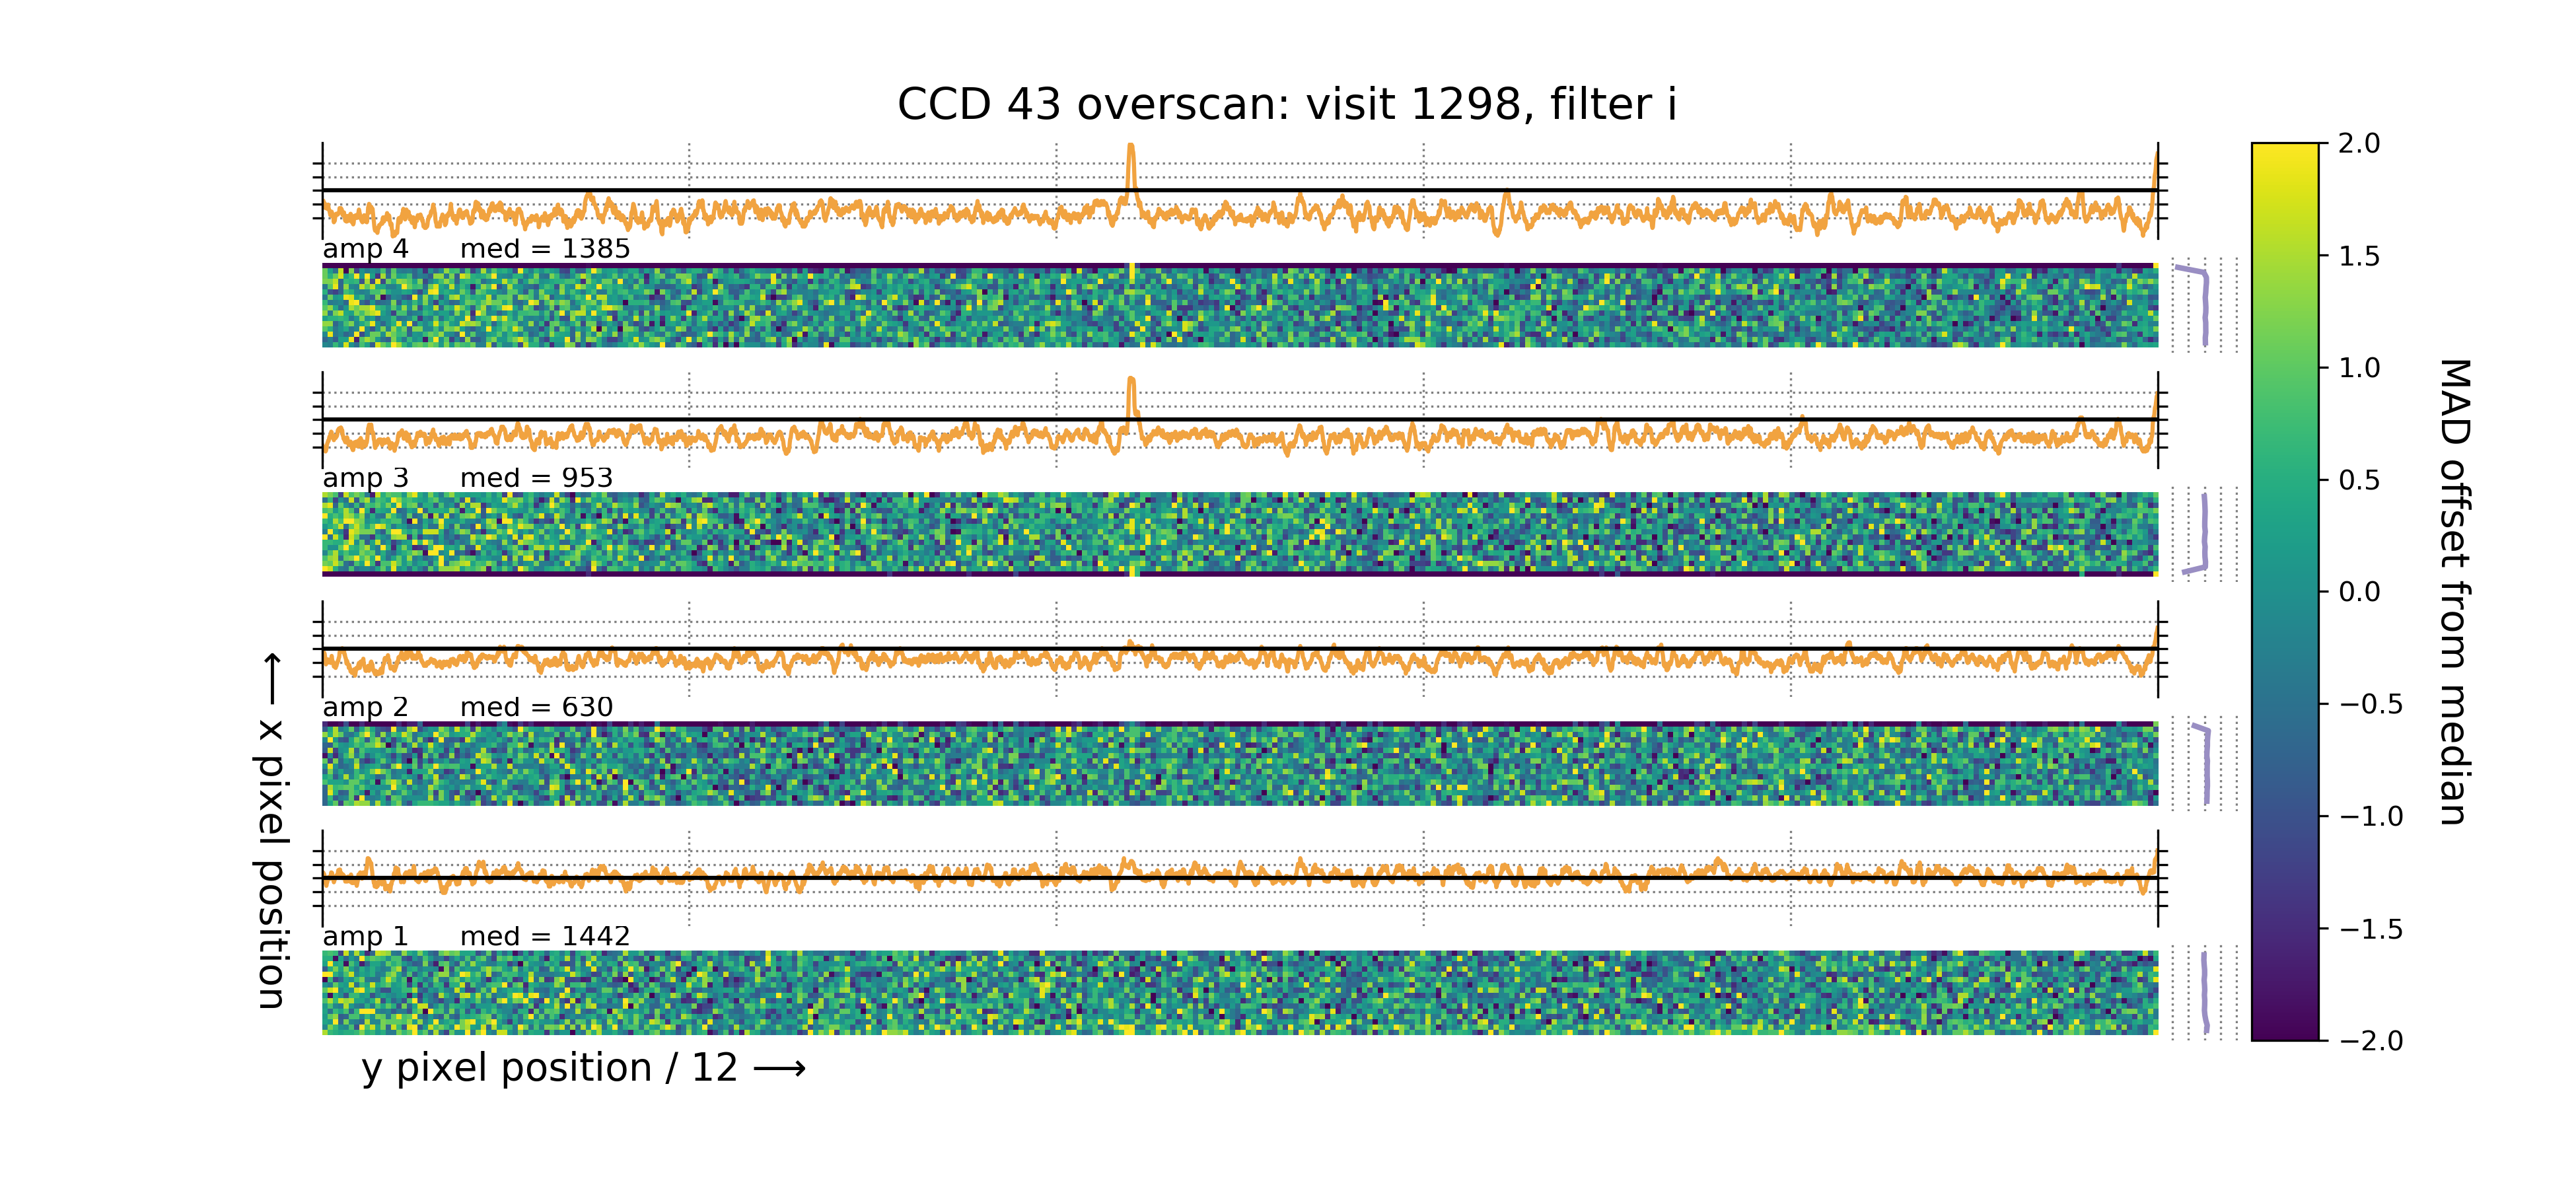 CCD 43 overscan: visit 1298, filter i
amp 4 med = 1385
amp 3 med = 953
amp 2 med = 630
amp 1 med = 1442
y pixel position / 12 ⟶
⟵ x pixel position
2.0
1.5
1.0
0.5
0.0
−0.5
−1.0
−1.5
−2.0
MAD offset from median